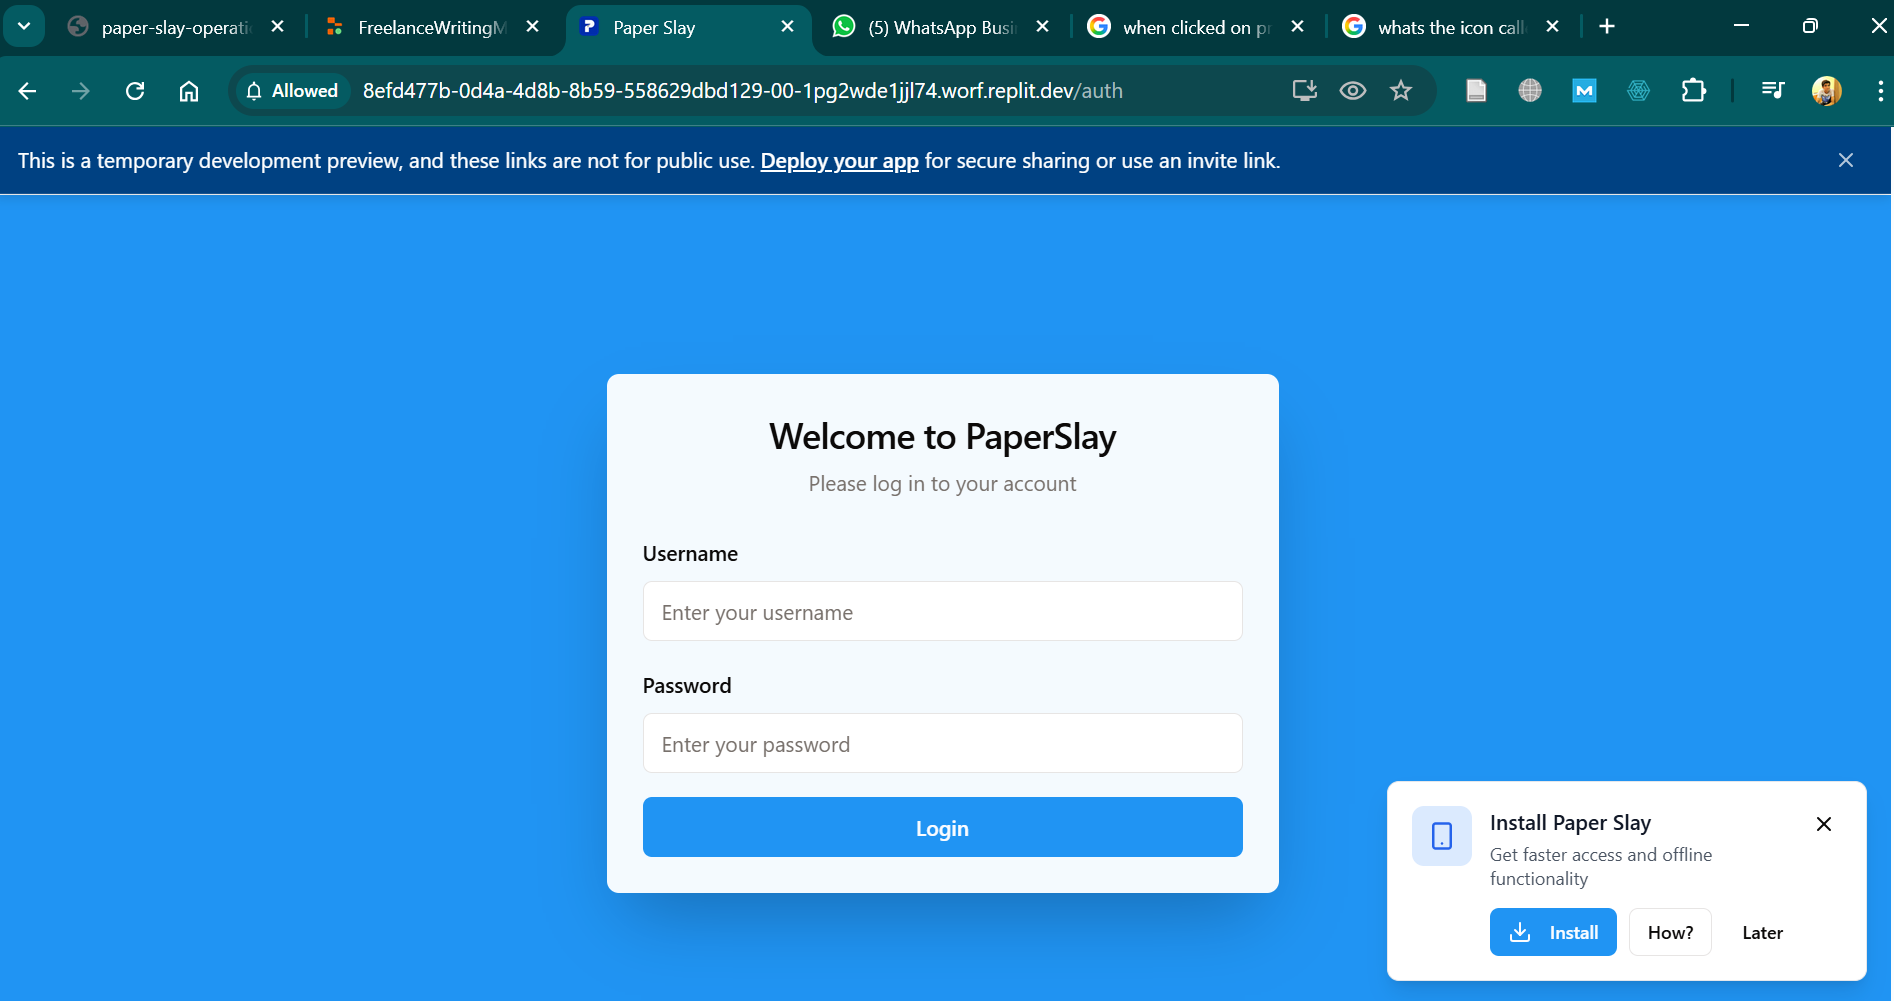 paper-slay-operati
FreelanceWritingM
Paper Slay
(5) WhatsApp Busi
when clicked on pr
whats the icon call
Allowed
8efd477b-0d4a-4d8b-8b59-558629dbd129-00-1pg2wde1jjl74.worf.replit.dev/auth
This is a temporary development preview, and these links are not for public use. Deploy your app for secure sharing or use an invite link.
Welcome to PaperSlay
Please log in to your account
Username
Enter your username
Password
Enter your password
Login
Install Paper Slay
Get faster access and offline
functionality
Install
How?
Later